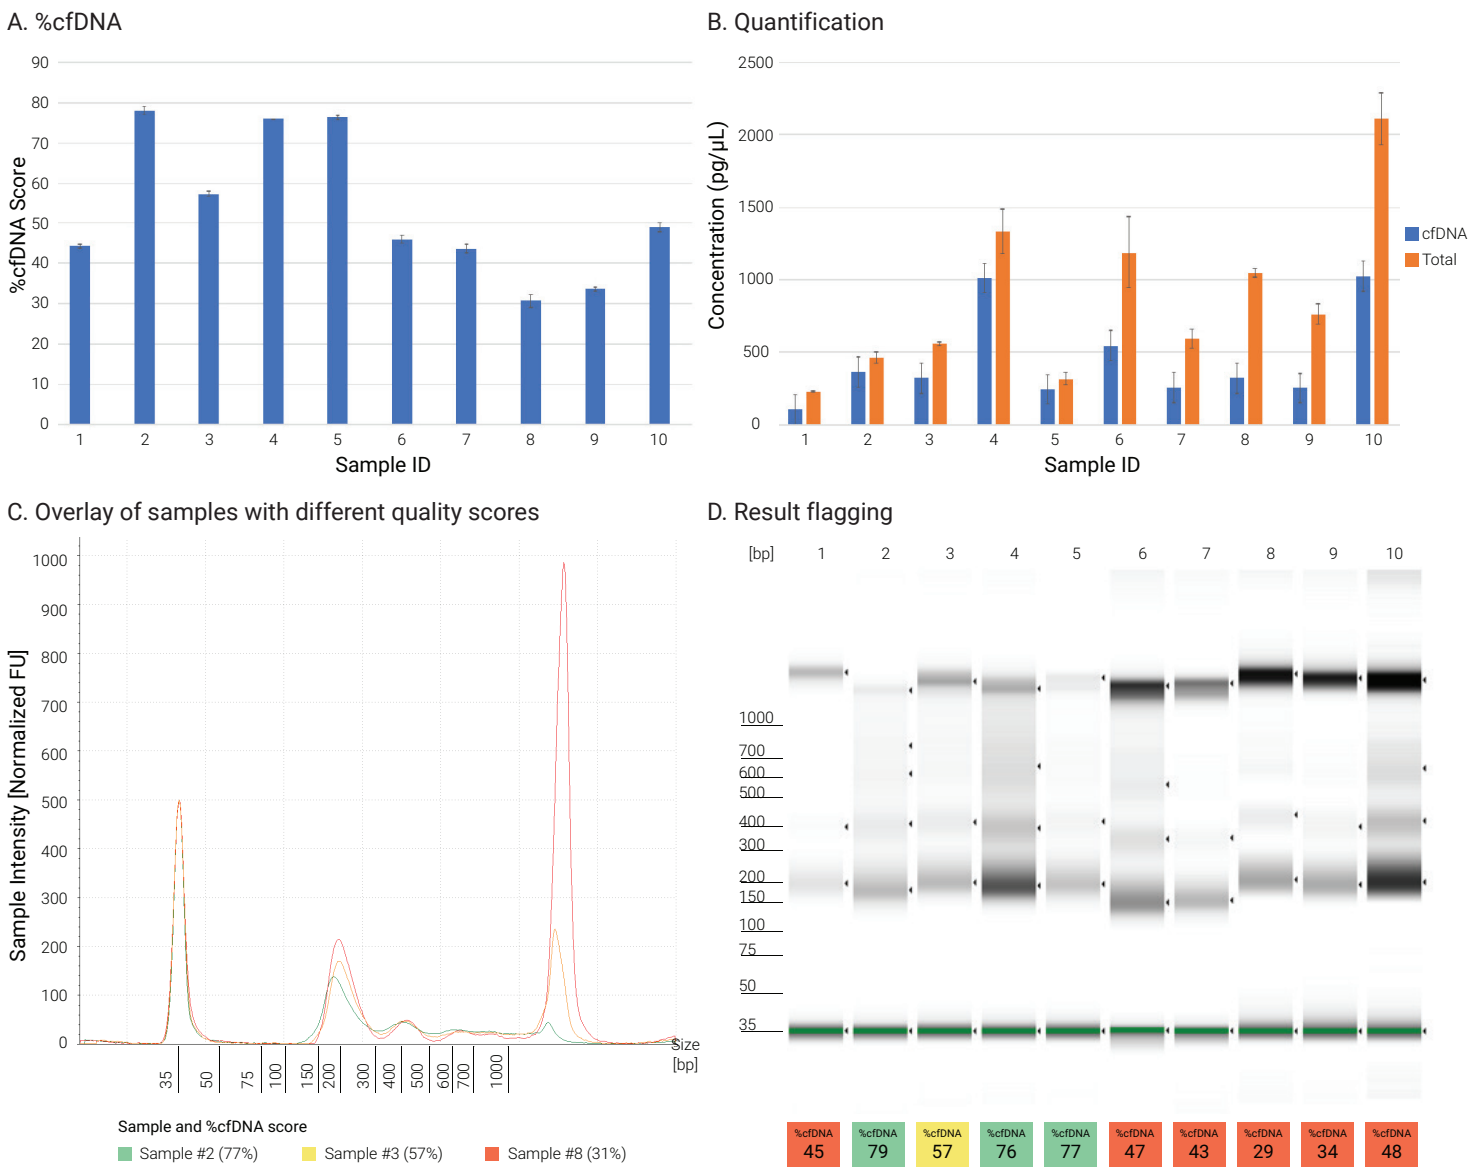 A. %cfDNA
90
80
70
60
50
40
30
20
10
0
%cfDNA Score
1 2 3 4 5 6 7 8 9 10
Sample ID
B. Quantification
2500
2000
1500
1000
500
0
Concentration (pg/µL)
1 2 3 4 5 6 7 8 9 10
Sample ID
cfDNA
Total
C. Overlay of samples with different quality scores
1000
900
800
700
600
500
400
300
200
100
0
Sample Intensity [Normalized FU]
35 50 75 100 150 200 300 400 500 600 700 1000
Size
[bp]
Sample and %cfDNA score
Sample #2 (77%) Sample #3 (57%) Sample #8 (31%)
D. Result flagging
[bp] 1 2 3 4 5 6 7 8 9 10
1000
700
600
500
400
300
200
150
100
75
50
35
%cfDNA %cfDNA %cfDNA %cfDNA %cfDNA %cfDNA %cfDNA %cfDNA %cfDNA %cfDNA
45 79 57 76 77 47 43 29 34 48